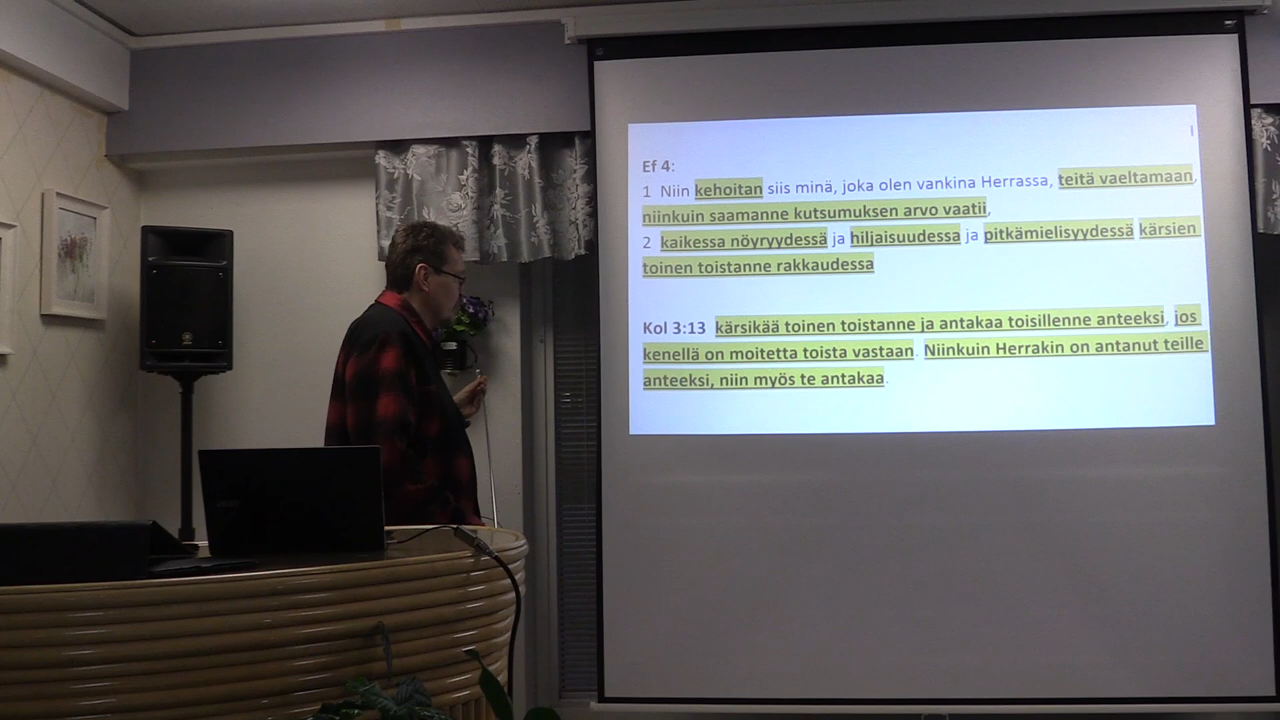 Ef 4:
1 Niin kehoitan siis minä, joka olen vankina Herrassa, teitä vaeltamaan,
niinkuin saamanne kutsumuksen arvo vaatii,
2 kaikessa nöyryydessä ja hiljaisuudessa ja pitkämielisyydessä kärsien
toinen toistanne rakkaudessa
Kol 3:13 kärsikää toinen toistanne ja antakaa toisillenne anteeksi, jos
kenellä on moitetta toista vastaan. Niinkuin Herrakin on antanut teille
anteeksi, niin myös te antakaa.